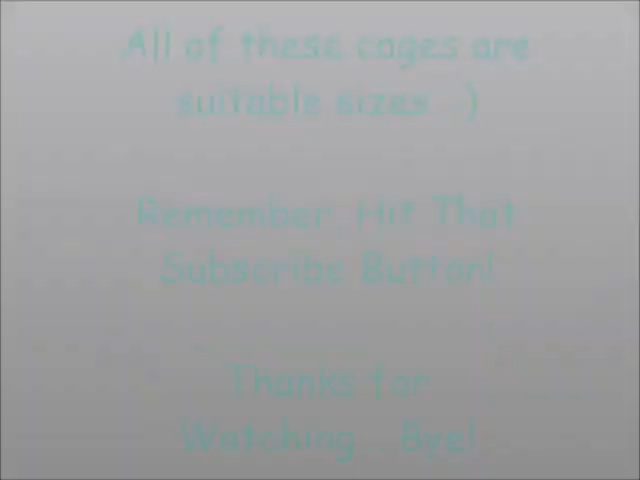 All of these cages are
suitable sizes. :)
Remember, Hit That
Subscribe Button!
Thanks for
Watching... Bye!